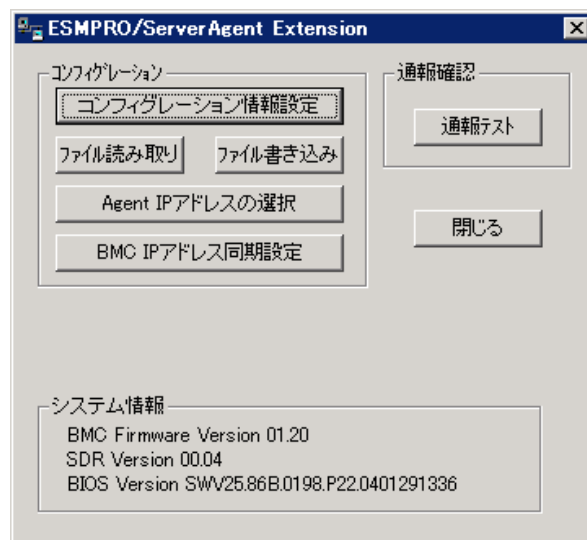 ESMPRO/ServerAgent Extension
コンフィグレーション
コンフィグレーション情報設定
ファイル読み取り
ファイル書き込み
Agent IPアドレスの選択
BMC IPアドレス同期設定
通報確認
通報テスト
閉じる
システム情報
BMC Firmware Version 01.20
SDR Version 00.04
BIOS Version SWV25.86B.0198.P22.0401291336